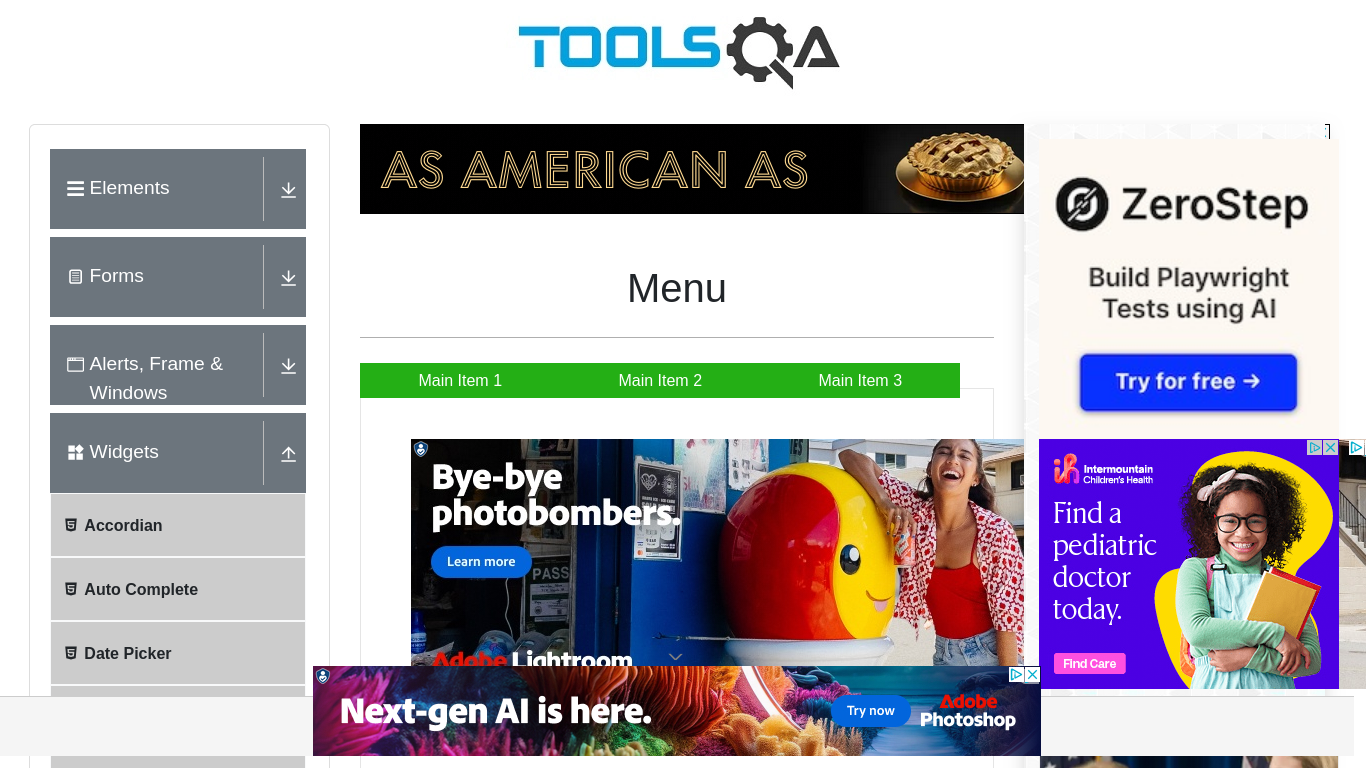 TOOLSQA
Elements
Forms
Alerts, Frame &
Windows
Widgets
Accordian
Auto Complete
Date Picker
AS AMERICAN AS
Menu
Main Item 1
Main Item 2
Main Item 3
Bye-bye
photobombers.
Learn more
PASS
Adobe Lightroom
ZeroStep
Build Playwright
Tests using AI
Try for free →
Intermountain
Children's Health
Find a
pediatric
doctor
today.
Find Care
Next-gen AI is here.
Try now
Adobe
Photoshop